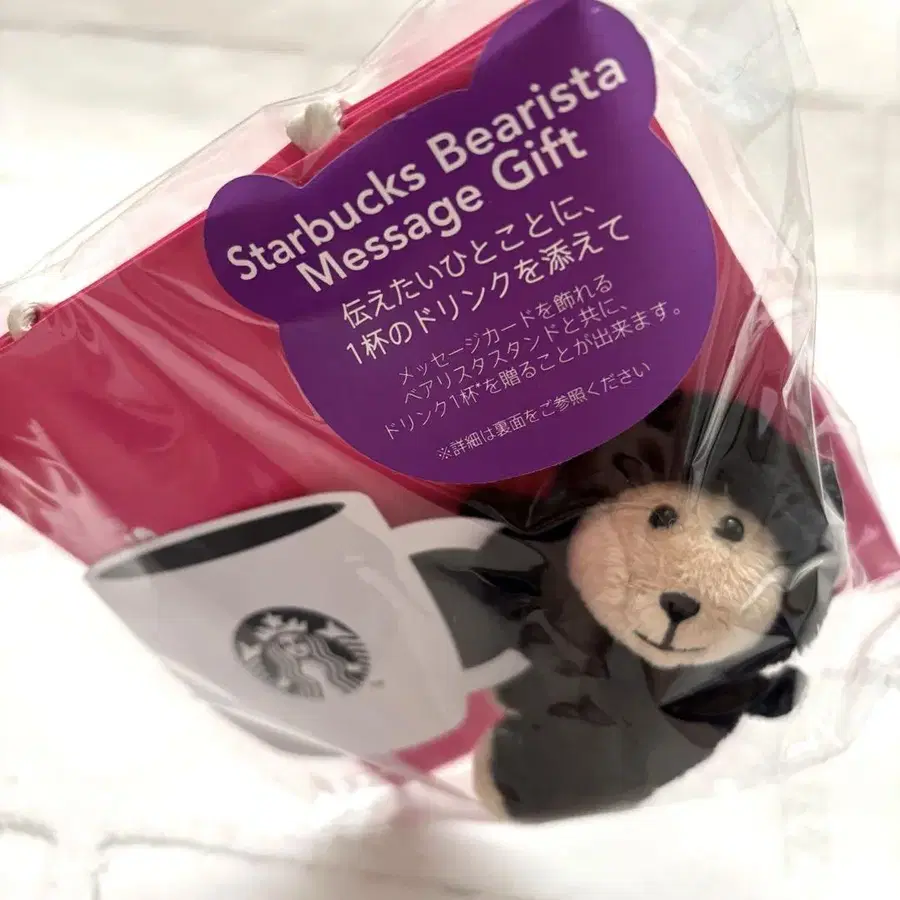 Starbucks Bearista
Message Gift
伝えたいひとことに、
1杯のドリンクを添えて
メッセージカードを飾れる
ベアリスタスタンドと共に、
ドリンク1杯*を贈ることが出来ます。
※詳細は裏面をご参照ください
TM